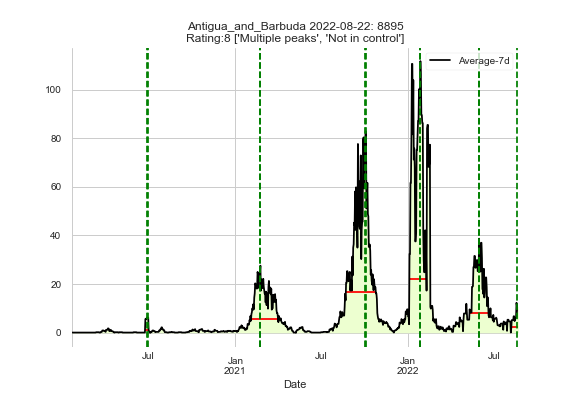 Antigua_and_Barbuda 2022-08-22: 8895
Rating:8 ['Multiple peaks', 'Not in control']
Average-7d
100
80
60
40
20
0
Jul
Jan
2021
Jul
Jan
2022
Jul
Date